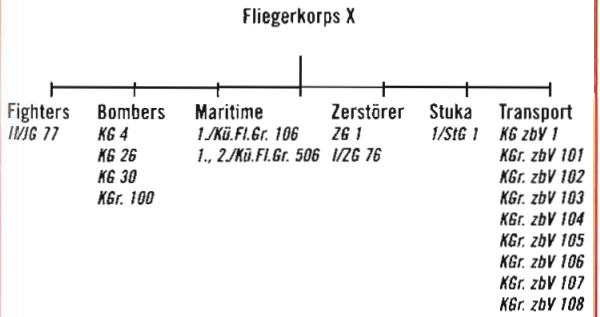 Fliegerkorps X
Fighters
II/JG 77
Bombers
KG 4
KG 26
KG 30
KGr. 100
Maritime
1./Kü.Fl.Gr. 106
1., 2./Kü.Fl.Gr. 506
Zerstörer
ZG 1
I/ZG 76
Stuka
1/StG 1
Transport
KG zbV 1
KGr. zbV 101
KGr. zbV 102
KGr. zbV 103
KGr. zbV 104
KGr. zbV 105
KGr. zbV 106
KGr. zbV 107
KGr. zbV 108